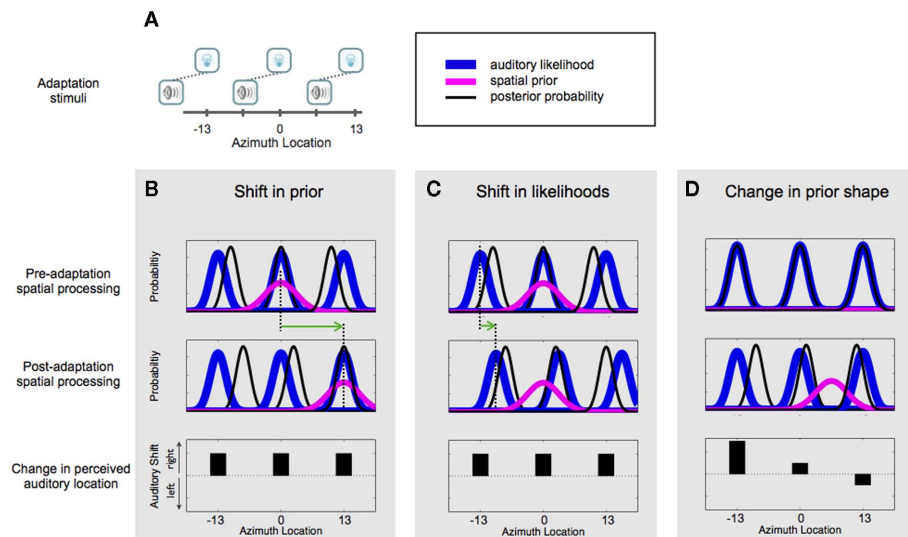 A
Adaptation
stimuli
-13
0
13
Azimuth Location
auditory likelihood
spatial prior
posterior probability
B
Shift in prior
C
Shift in likelihoods
D
Change in prior shape
Pre-adaptation
spatial processing
Probability
Post-adaptation
spatial processing
Probability
Change in perceived
auditory location
Auditory Shift
left
right
-13
0
13
Azimuth Location
-13
0
13
Azimuth Location
-13
0
13
Azimuth Location